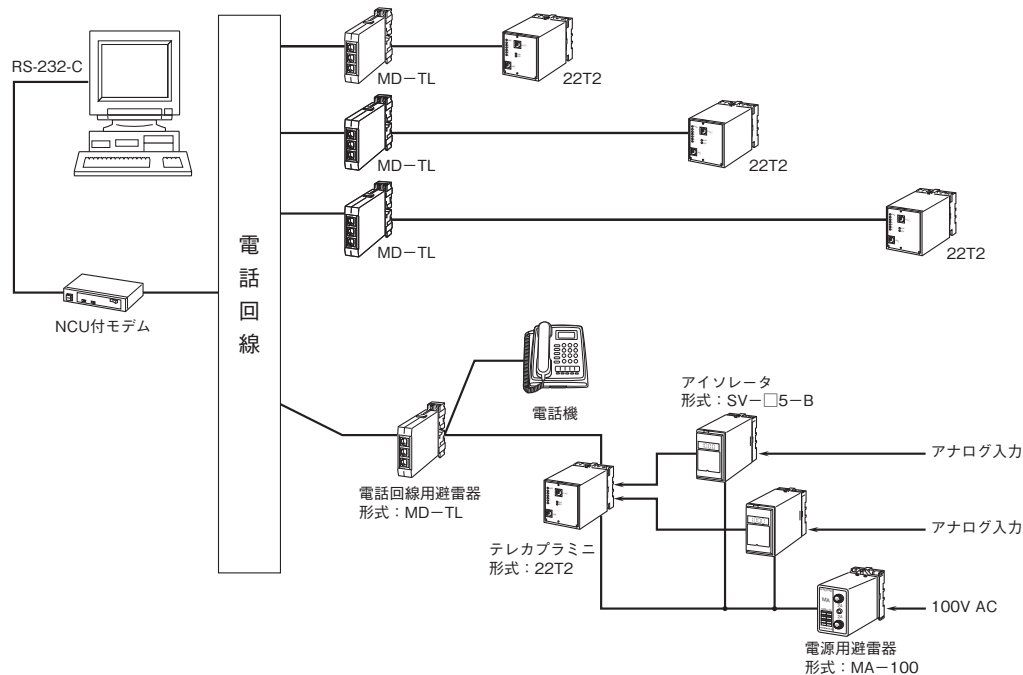 RS-232-C
NCU付モデム
電話回線
MD−TL
22T2
MD−TL
22T2
MD−TL
22T2
電話機
電話回線用避雷器
形式：MD−TL
テレカプラミニ
形式：22T2
アイソレータ
形式：SV−□5−B
アナログ入力
アナログ入力
MA
100V AC
電源用避雷器
形式：MA−100